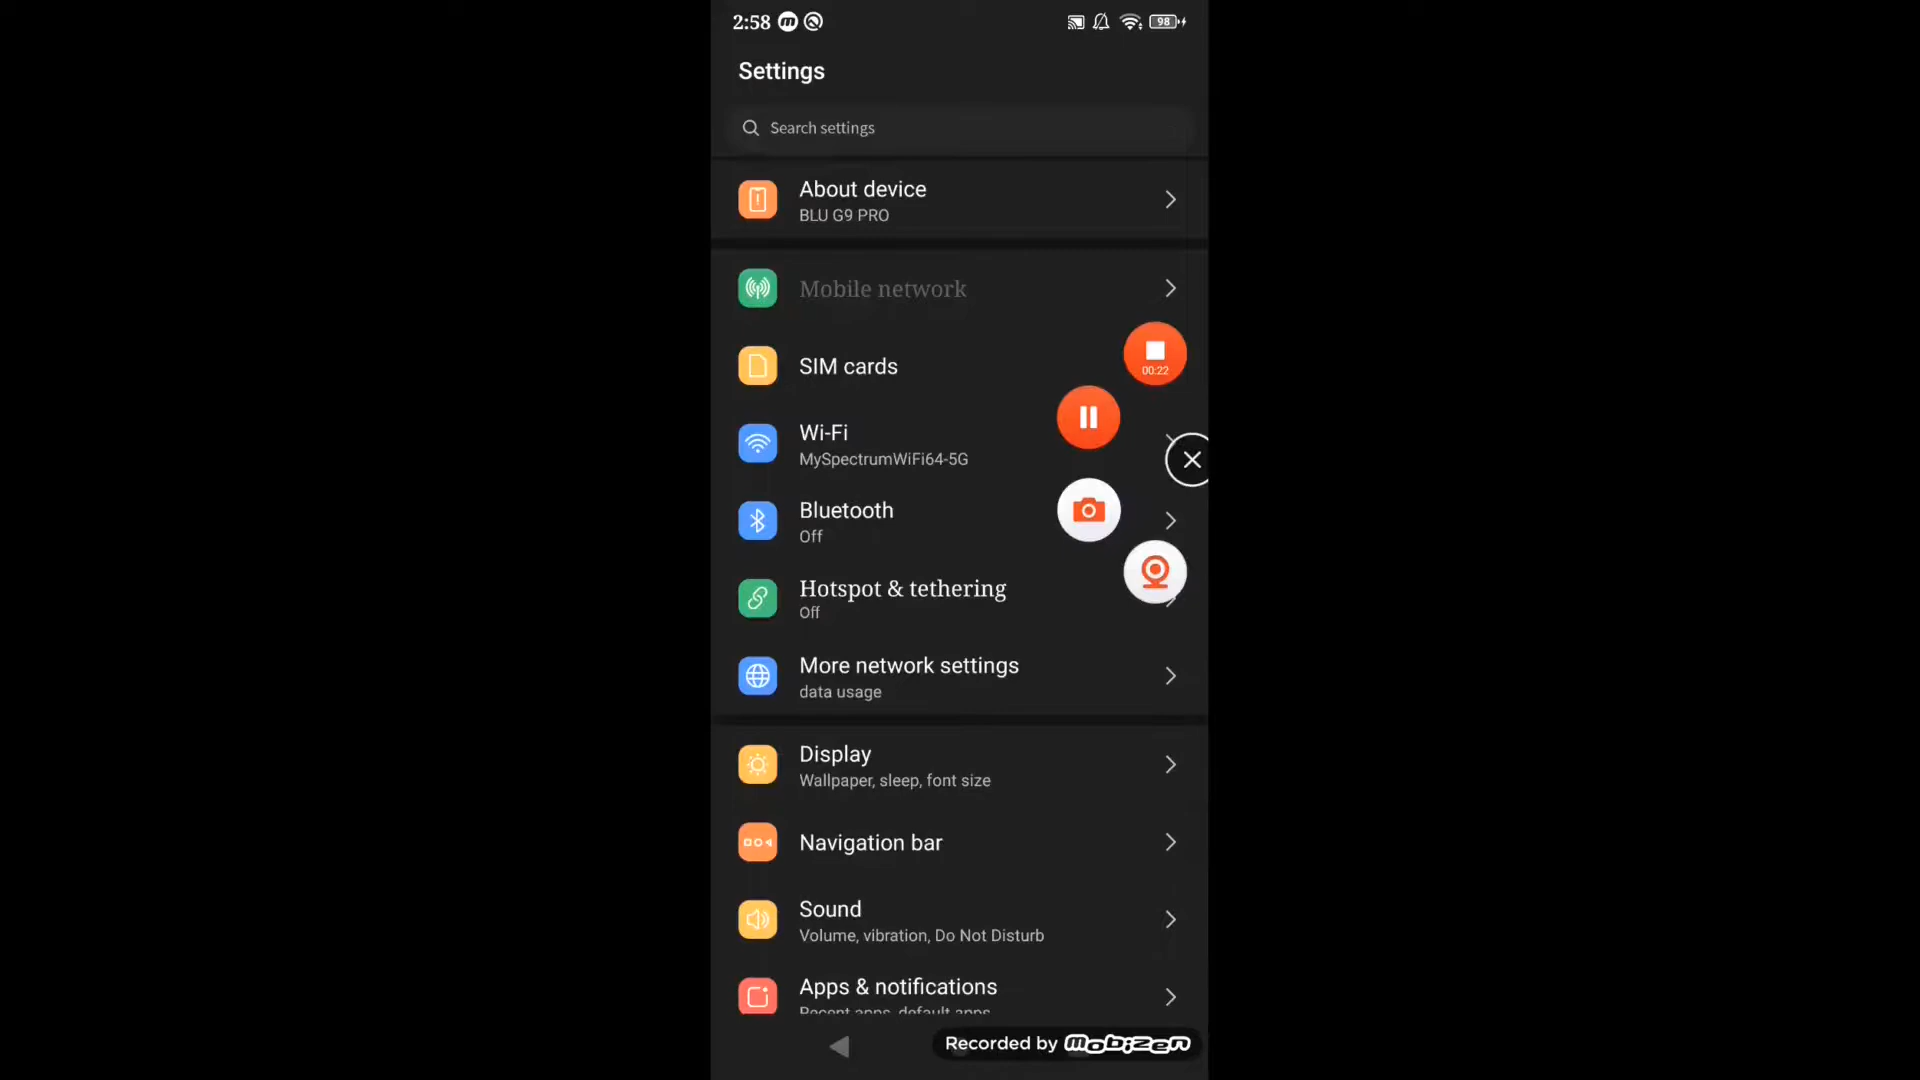 2:58
98
Settings
Search settings
About device
BLU G9 PRO
Mobile network
SIM cards
00:22
Wi-Fi
MySpectrumWiFi64-5G
Bluetooth
Off
Hotspot & tethering
Off
More network settings
data usage
Display
Wallpaper, sleep, font size
Navigation bar
Sound
Volume, vibration, Do Not Disturb
Apps & notifications
Recent apps, default apps
Recorded by Mobizen